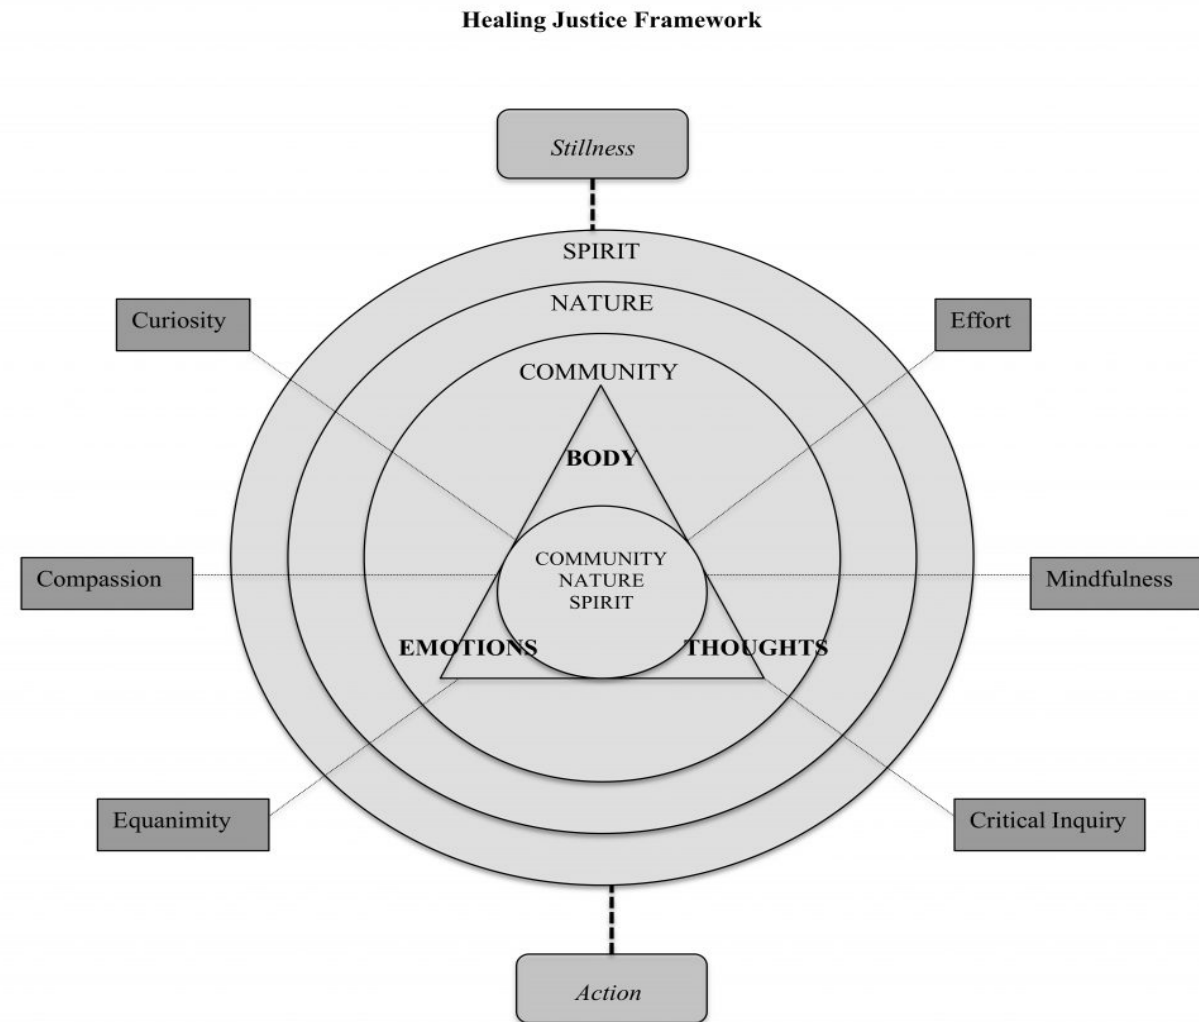 Healing Justice Framework
Stillness
SPIRIT
NATURE
Curiosity
Effort
COMMUNITY
BODY
COMMUNITY
NATURE
SPIRIT
Compassion
Mindfulness
EMOTIONS
THOUGHTS
Equanimity
Critical Inquiry
Action